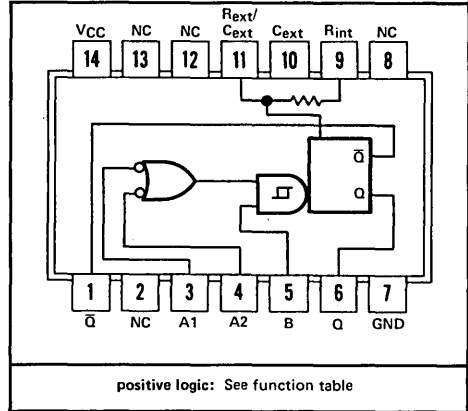 Rext/
VCC NC NC Cext Cext Rint NC
14 13 12 11 10 9 8
Q̅
Q
1 2 3 4 5 6 7
Q̅ NC A1 A2 B Q GND
positive logic: See function table